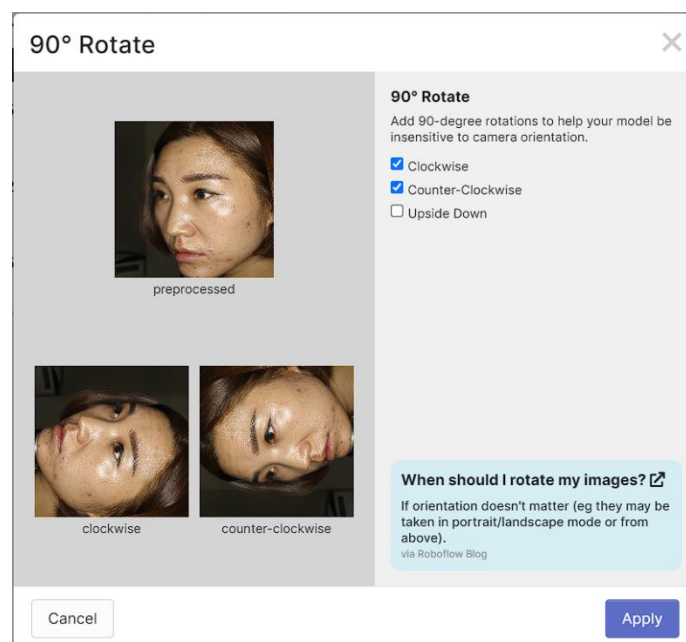 90° Rotate
90° Rotate
Add 90-degree rotations to help your model be
insensitive to camera orientation.
Clockwise
Counter-Clockwise
Upside Down
preprocessed
clockwise
counter-clockwise
When should I rotate my images?
If orientation doesn't matter (eg they may be
taken in portrait/landscape mode or from
above).
via Roboflow Blog
Cancel
Apply